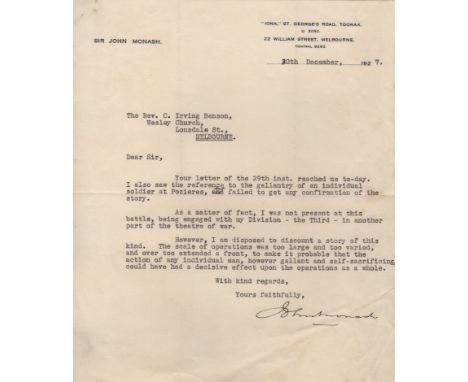 "IONA," ST. GEORGE'S ROAD, TOORAK.
U 3292.
SIR JOHN MONASH.
22 WILLIAM STREET, MELBOURNE.
CENTRAL 9292.
30th December, 1927.
The Rev. C. Irving Benson,
Wesley Church,
Lonsdale St.,
MELBOURNE.
Dear Sir,
Your letter of the 29th inst. reached me to-day.
I also saw the reference to the gallantry of an individual
soldier at Pozieres, and failed to get any confirmation of the
story.
As a matter of fact, I was not present at this
battle, being engaged with my Division - the Third - in another
part of the theatre of war.
However, I am disposed to discount a story of this
kind. The scale of operations was too large and too varied,
and over too extended a front, to make it probable that the
action of any individual man, however gallant and self-sacrificing
could have had a decisive effect upon the operations as a whole.
With kind regards,
Yours faithfully,
John Monash